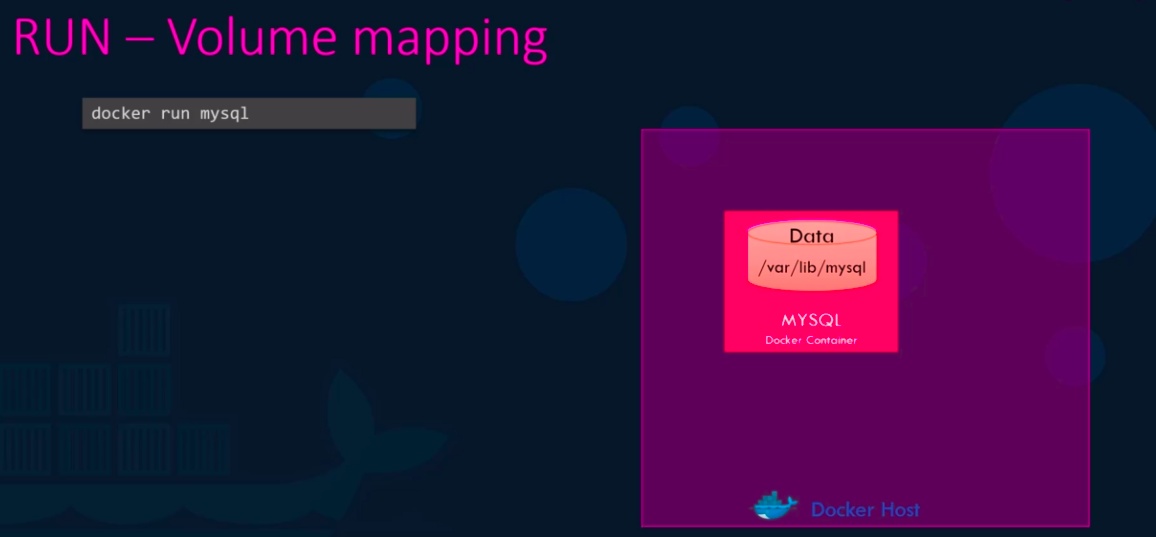 RUN – Volume mapping
docker run mysql
Data
/var/lib/mysql
MYSQL
Docker Container
Docker Host